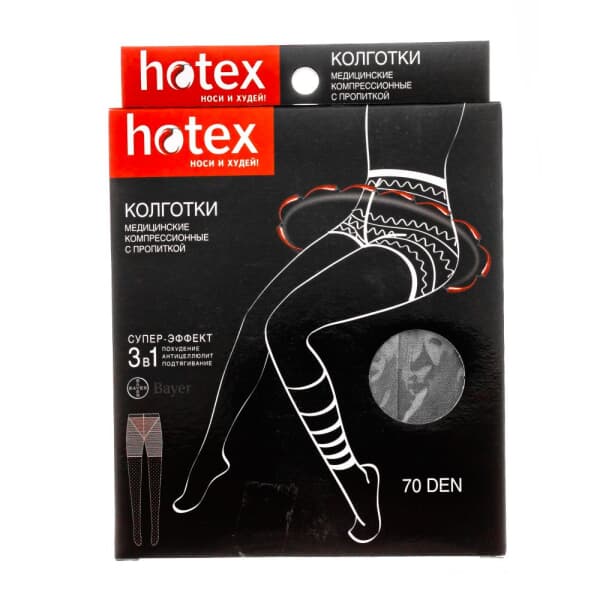 hotex
НОСИ И ХУДЕЙ!
КОЛГОТКИ
МЕДИЦИНСКИЕ
КОМПРЕССИОННЫЕ
С ПРОПИТКОЙ
hotex
НОСИ И ХУДЕЙ!
КОЛГОТКИ
МЕДИЦИНСКИЕ
КОМПРЕССИОННЫЕ
С ПРОПИТКОЙ
СУПЕР-ЭФФЕКТ
3в1
ПОХУДЕНИЕ
АНТИЦЕЛЛЮЛИТ
ПОДТЯГИВАНИЕ
BAYER Bayer
70 DEN